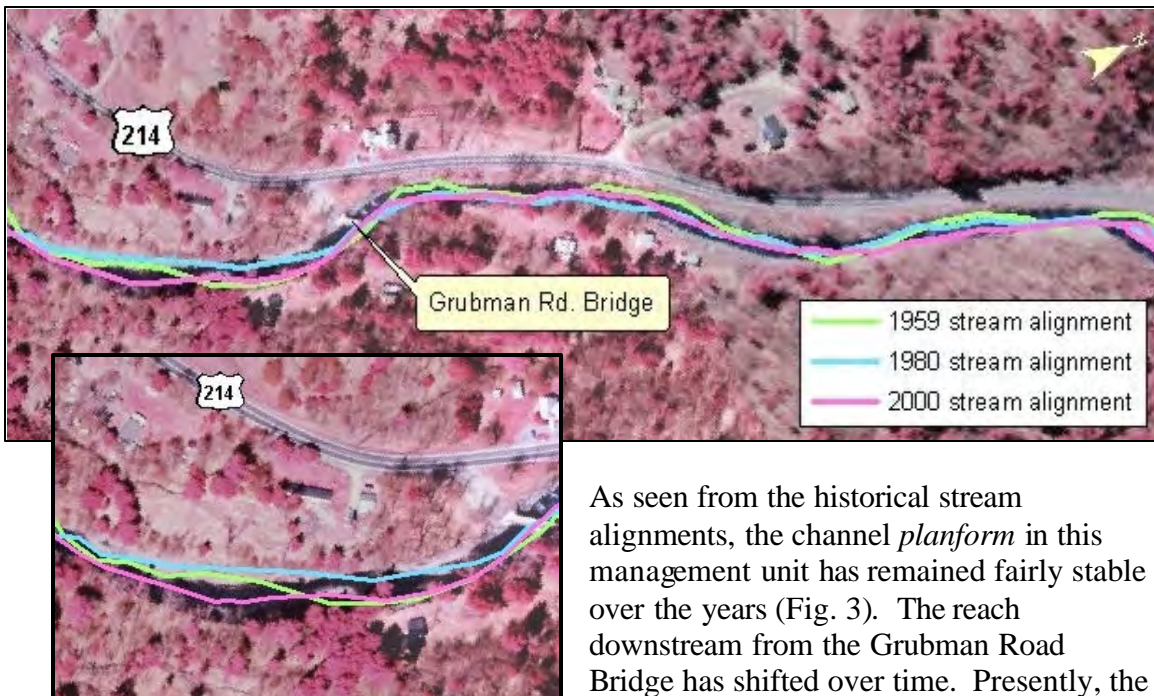 N
214
Grubman Rd. Bridge
1959 stream alignment
1980 stream alignment
2000 stream alignment
214
As seen from the historical stream
alignments, the channel planform in this
management unit has remained fairly stable
over the years (Fig. 3). The reach
downstream from the Grubman Road
Bridge has shifted over time. Presently, the